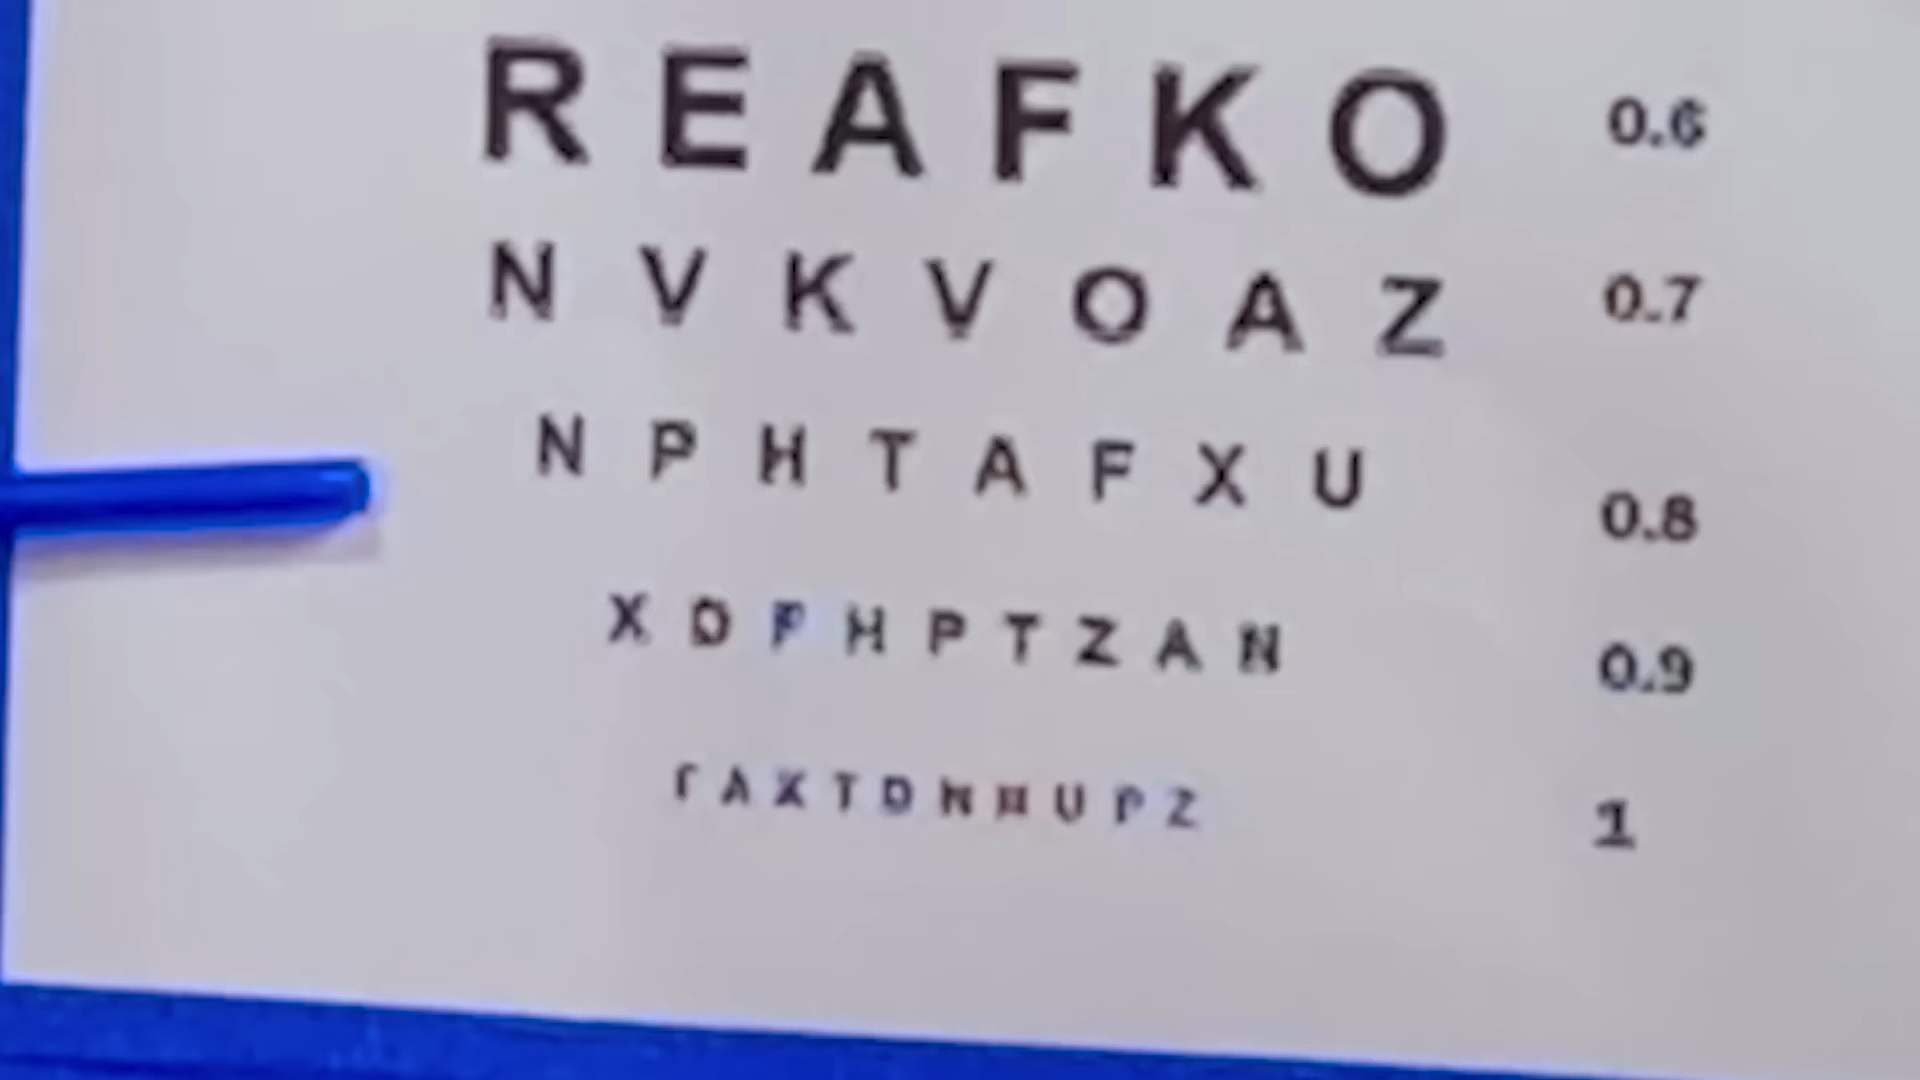 R E A F K O 0.6
N V K V O A Z 0.7
N P H T A F X U 0.8
X D F H P T Z A N 0.9
A X T D N H U P Z 1